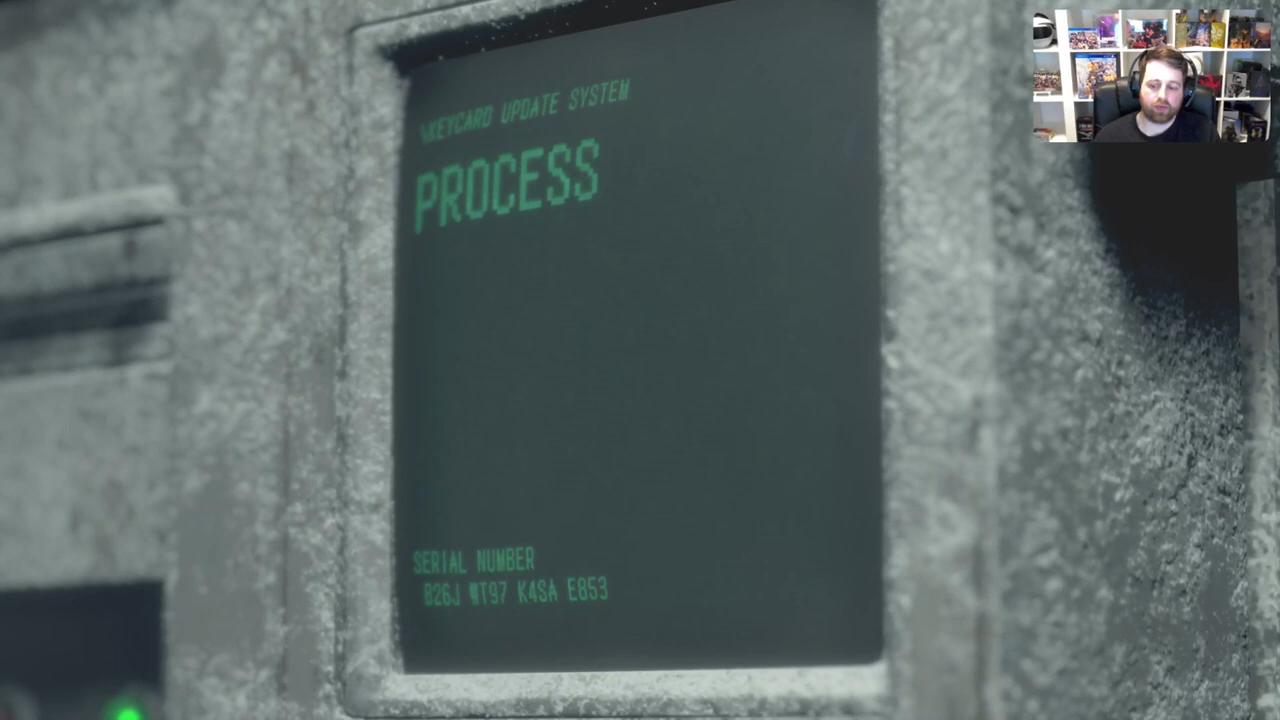 \KEYCARD UPDATE SYSTEM
PROCESS
SERIAL NUMBER
B26J WT97 K4SA E853